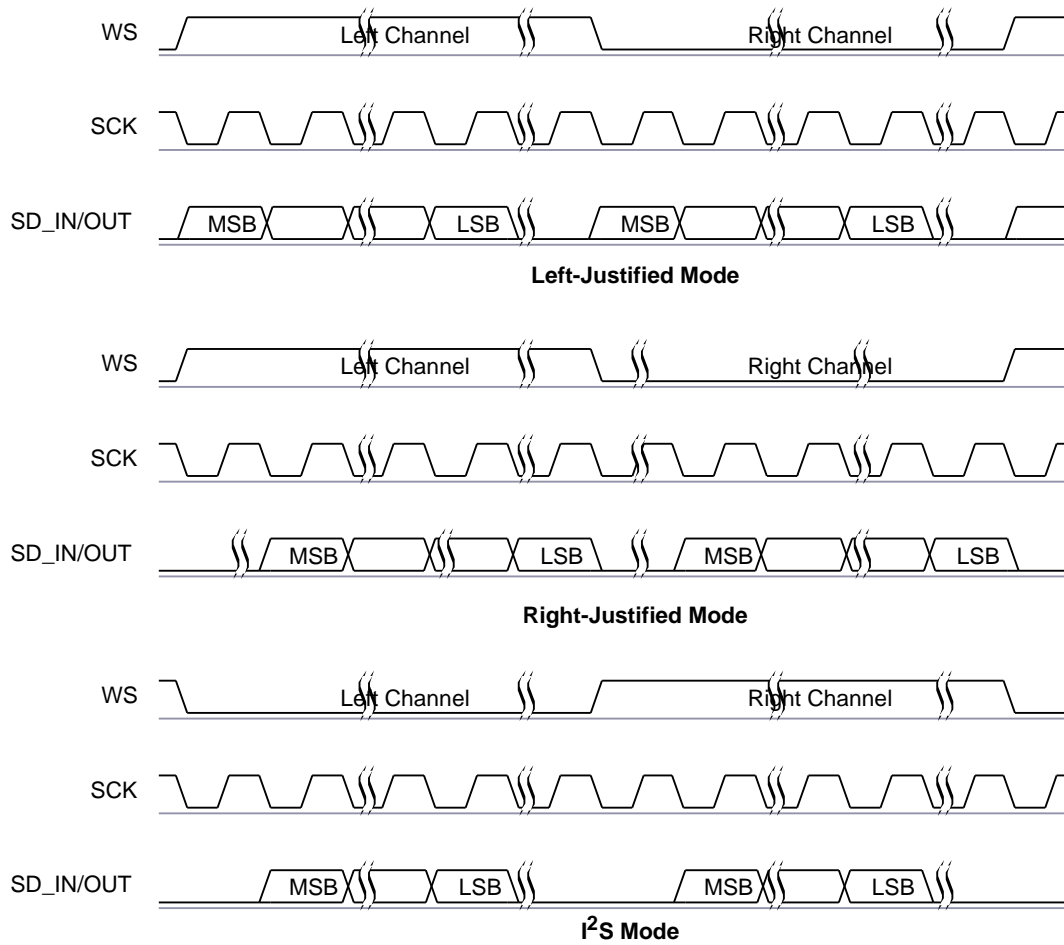 WS Left Channel Right Channel
SCK
SD_IN/OUT MSB LSB MSB LSB
Left-Justified Mode
WS Left Channel Right Channel
SCK
SD_IN/OUT MSB LSB MSB LSB
Right-Justified Mode
WS Left Channel Right Channel
SCK
SD_IN/OUT MSB LSB MSB LSB
I²S Mode